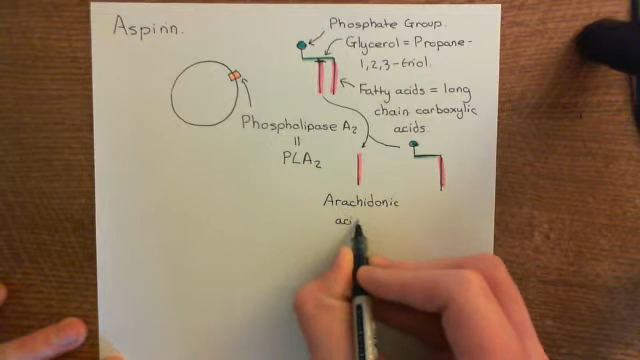 Aspirin.
Phosphate Group.
Glycerol = Propane-
1,2,3-triol.
Fatty acids = long
chain carboxylic
acids.
Phospholipase A2
=
PLA2
Arachidonic
aci